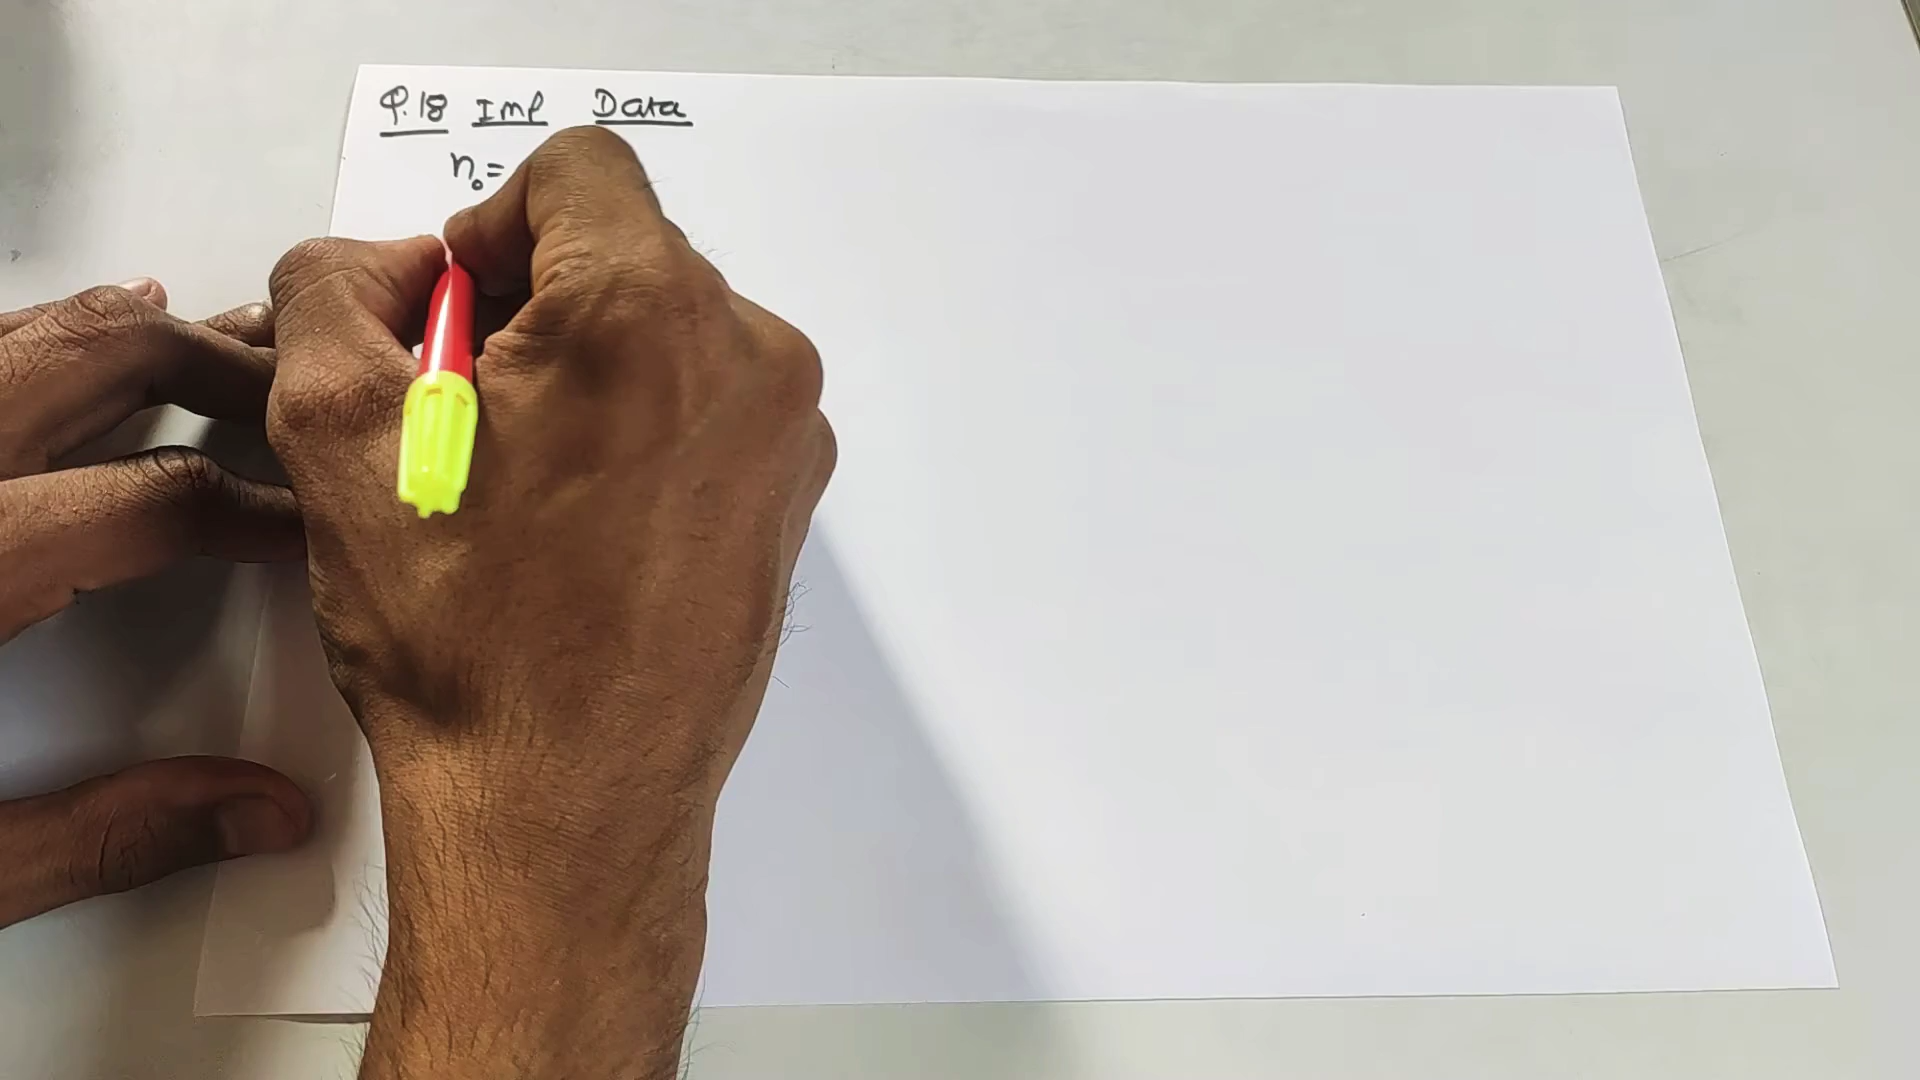 Q.18 Imp Data
n₀=